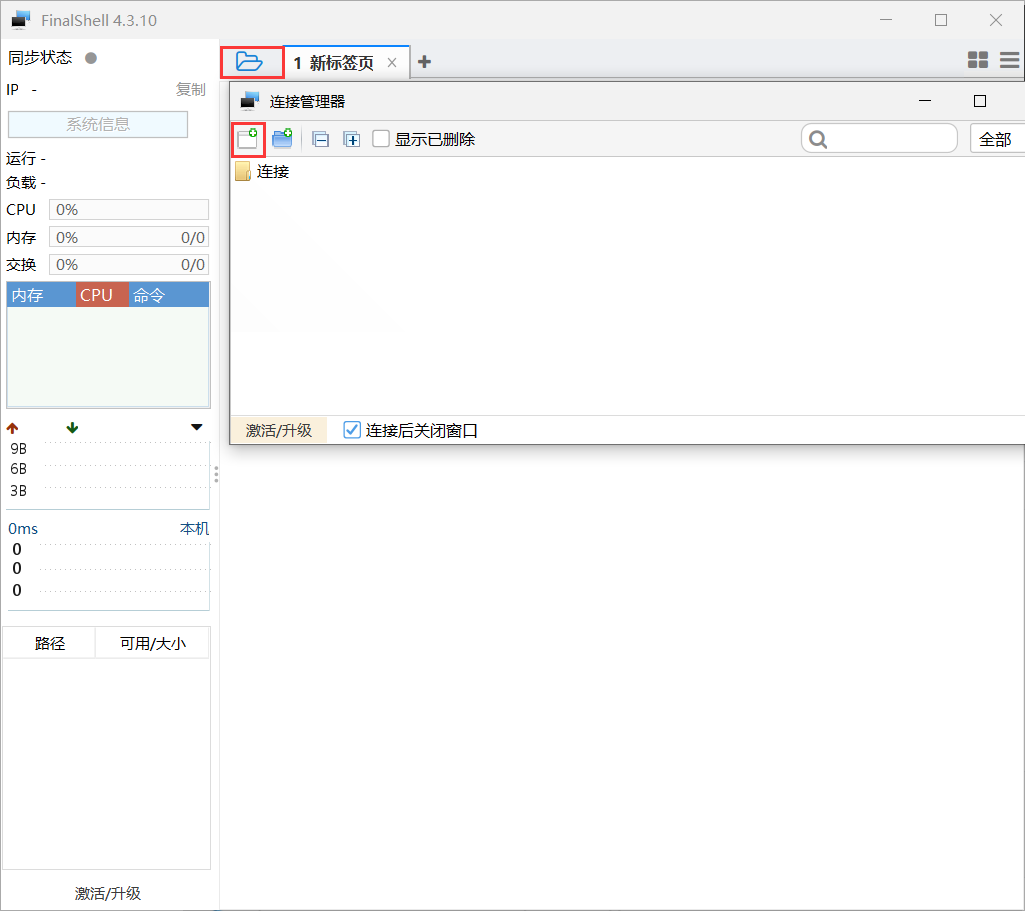 FinalShell 4.3.10
同步状态
IP -
复制
系统信息
运行 -
负载 -
CPU 0%
内存 0% 0/0
交换 0% 0/0
内存 CPU 命令
9B
6B
3B
0ms 本机
0
0
0
路径 可用/大小
激活/升级
1 新标签页
连接管理器
显示已删除
全部
连接
激活/升级 连接后关闭窗口